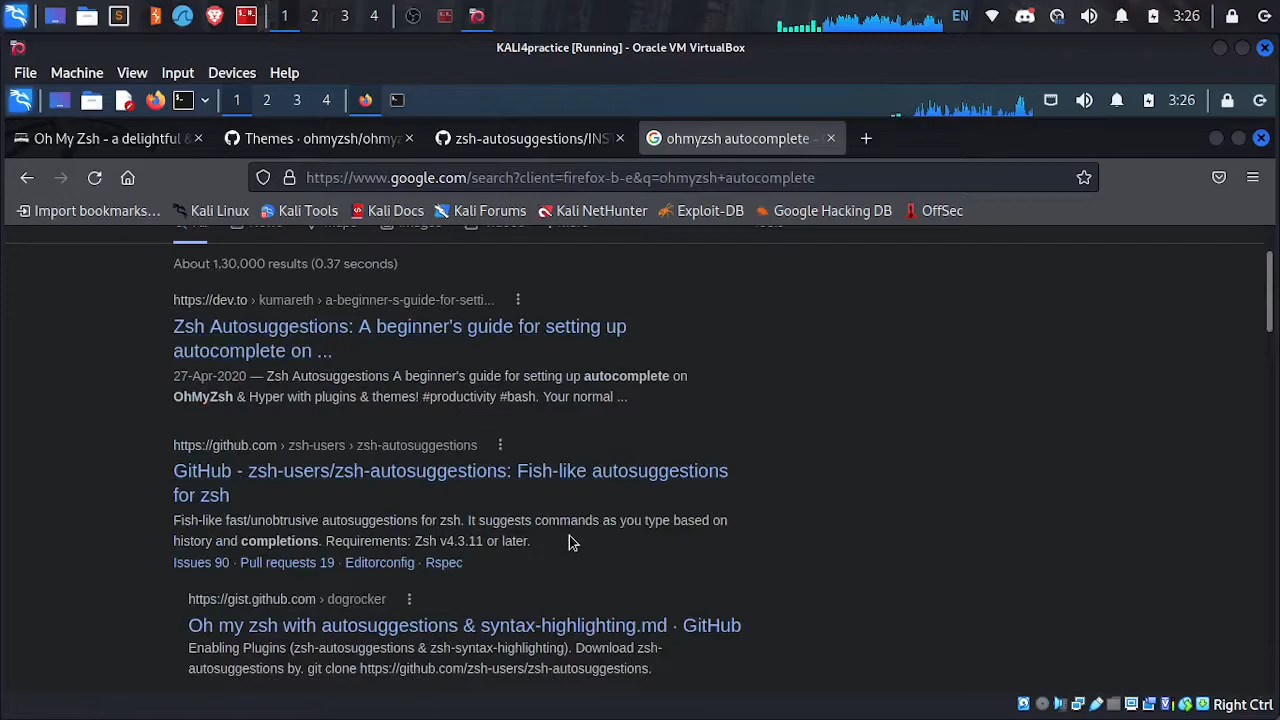 1 2 3 4 EN 3:26
KALI4practice [Running] - Oracle VM VirtualBox
File Machine View Input Devices Help
1 2 3 4 3:26
Oh My Zsh - a delightful & Themes · ohmyzsh/ohmyz zsh-autosuggestions/INST ohmyzsh autocomplete -
https://www.google.com/search?client=firefox-b-e&q=ohmyzsh+autocomplete
Import bookmarks... Kali Linux Kali Tools Kali Docs Kali Forums Kali NetHunter Exploit-DB Google Hacking DB OffSec
About 1,30,000 results (0.37 seconds)
https://dev.to › kumareth › a-beginner-s-guide-for-setti...
Zsh Autosuggestions: A beginner's guide for setting up
autocomplete on ...
27-Apr-2020 — Zsh Autosuggestions A beginner's guide for setting up autocomplete on
OhMyZsh & Hyper with plugins & themes! #productivity #bash. Your normal ...
https://github.com › zsh-users › zsh-autosuggestions
GitHub - zsh-users/zsh-autosuggestions: Fish-like autosuggestions
for zsh
Fish-like fast/unobtrusive autosuggestions for zsh. It suggests commands as you type based on
history and completions. Requirements: Zsh v4.3.11 or later.
Issues 90 · Pull requests 19 · Editorconfig · Rspec
https://gist.github.com › dogrocker
Oh my zsh with autosuggestions & syntax-highlighting.md · GitHub
Enabling Plugins (zsh-autosuggestions & zsh-syntax-highlighting). Download zsh-
autosuggestions by. git clone https://github.com/zsh-users/zsh-autosuggestions.
Right Ctrl